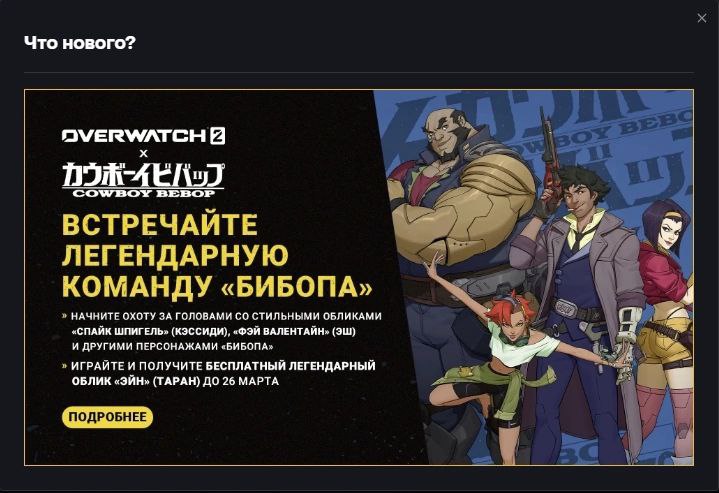 Что нового?
OVERWATCH 2
x
カウボーイビバップ
COWBOY BEBOP
ВСТРЕЧАЙТЕ
ЛЕГЕНДАРНУЮ
КОМАНДУ «БИБОПА»
» НАЧНИТЕ ОХОТУ ЗА ГОЛОВАМИ СО СТИЛЬНЫМИ ОБЛИКАМИ
«СПАЙК ШПИГЕЛЬ» (КЭССИДИ), «ФЭЙ ВАЛЕНТАЙН» (ЭШ)
И ДРУГИМИ ПЕРСОНАЖАМИ «БИБОПА»
» ИГРАЙТЕ И ПОЛУЧИТЕ БЕСПЛАТНЫЙ ЛЕГЕНДАРНЫЙ
ОБЛИК «ЭЙН» (ТАРАН) ДО 26 МАРТА
ПОДРОБНЕЕ
COWBOY BEBOP